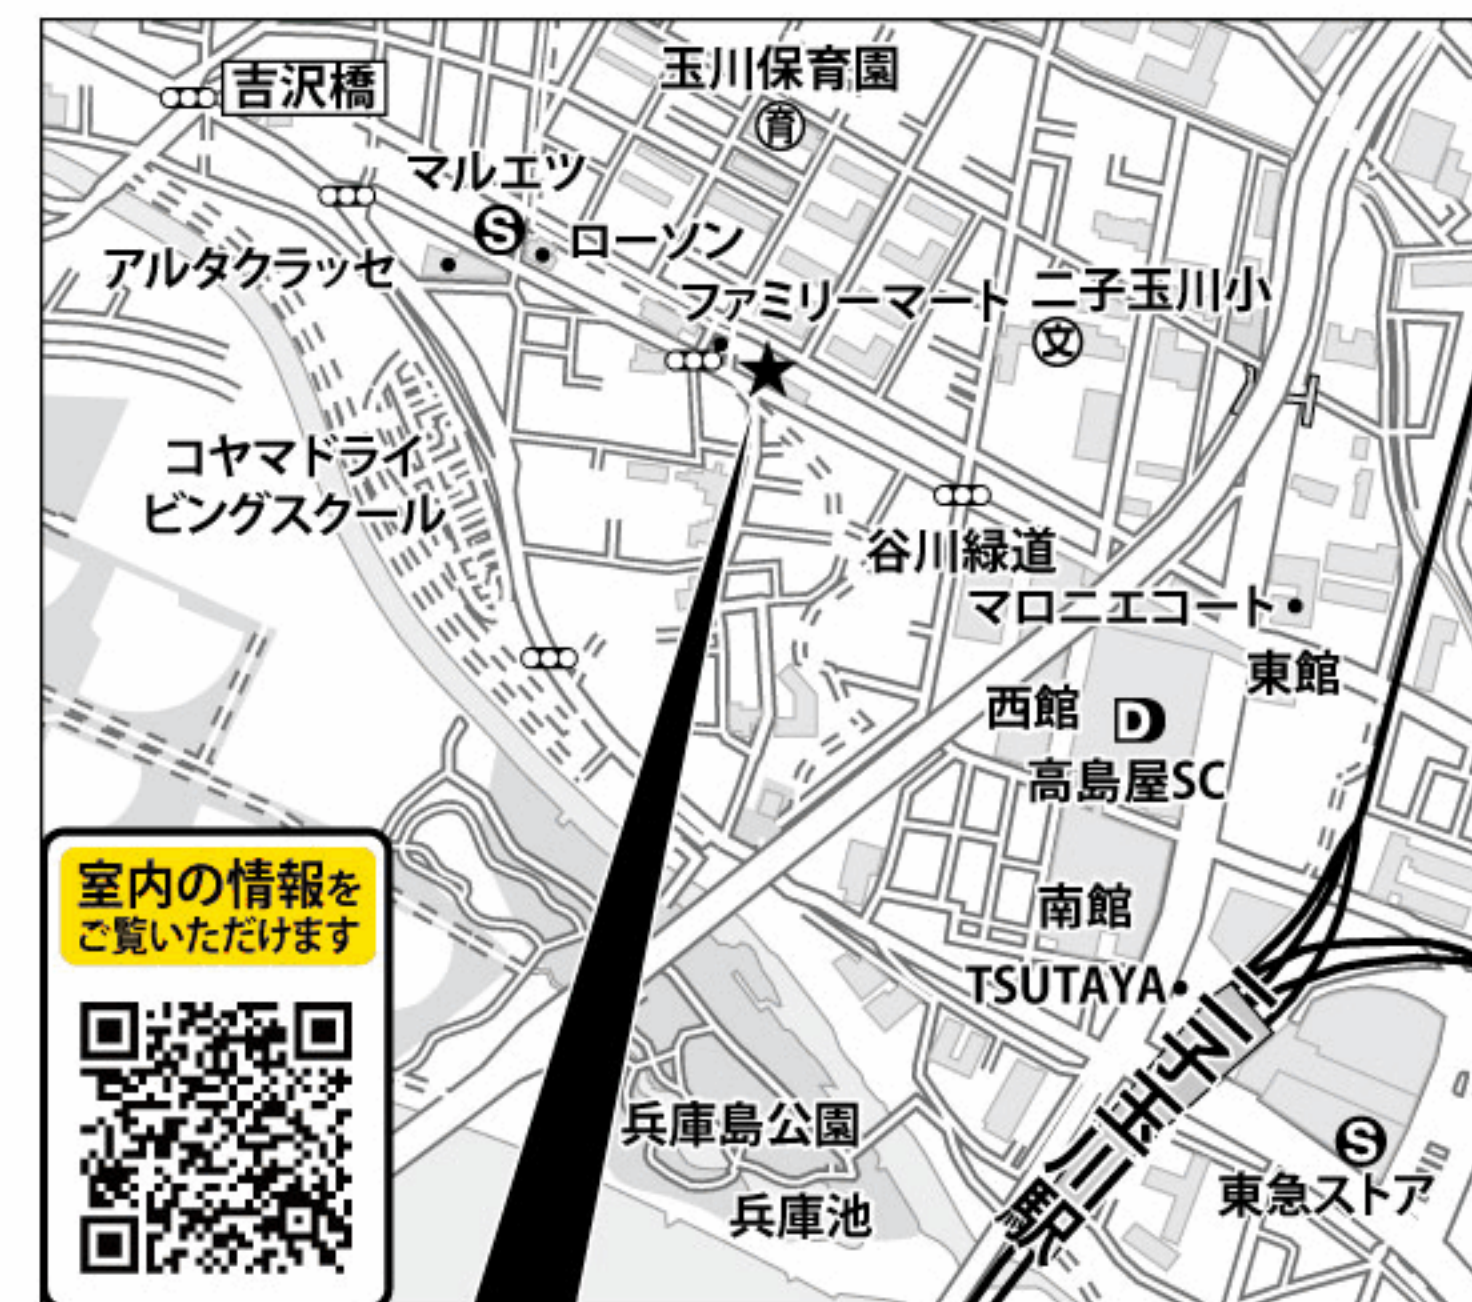 玉川保育園
育
吉沢橋
マルエツ
S
ローソン
アルタクラッセ
ファミリーマート
二子玉川小
文
コヤマドライ
ビングスクール
谷川緑道
マロニエコート
東館
西館
D
高島屋SC
南館
TSUTAYA
二子玉川駅
室内の情報を
ご覧いただけます
兵庫島公園
兵庫池
S
東急ストア